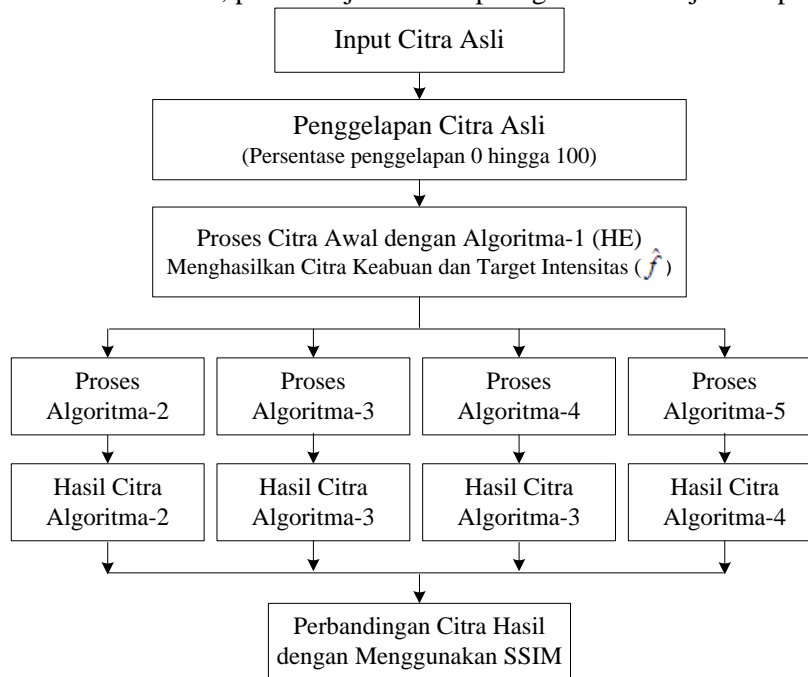 Input Citra Asli
Penggelapan Citra Asli
(Persentase penggelapan 0 hingga 100)
Proses Citra Awal dengan Algoritma-1 (HE)
Menghasilkan Citra Keabuan dan Target Intensitas ( f̂ )
Proses
Algoritma-2
Proses
Algoritma-3
Proses
Algoritma-4
Proses
Algoritma-5
Hasil Citra
Algoritma-2
Hasil Citra
Algoritma-3
Hasil Citra
Algoritma-3
Hasil Citra
Algoritma-4
Perbandingan Citra Hasil
dengan Menggunakan SSIM